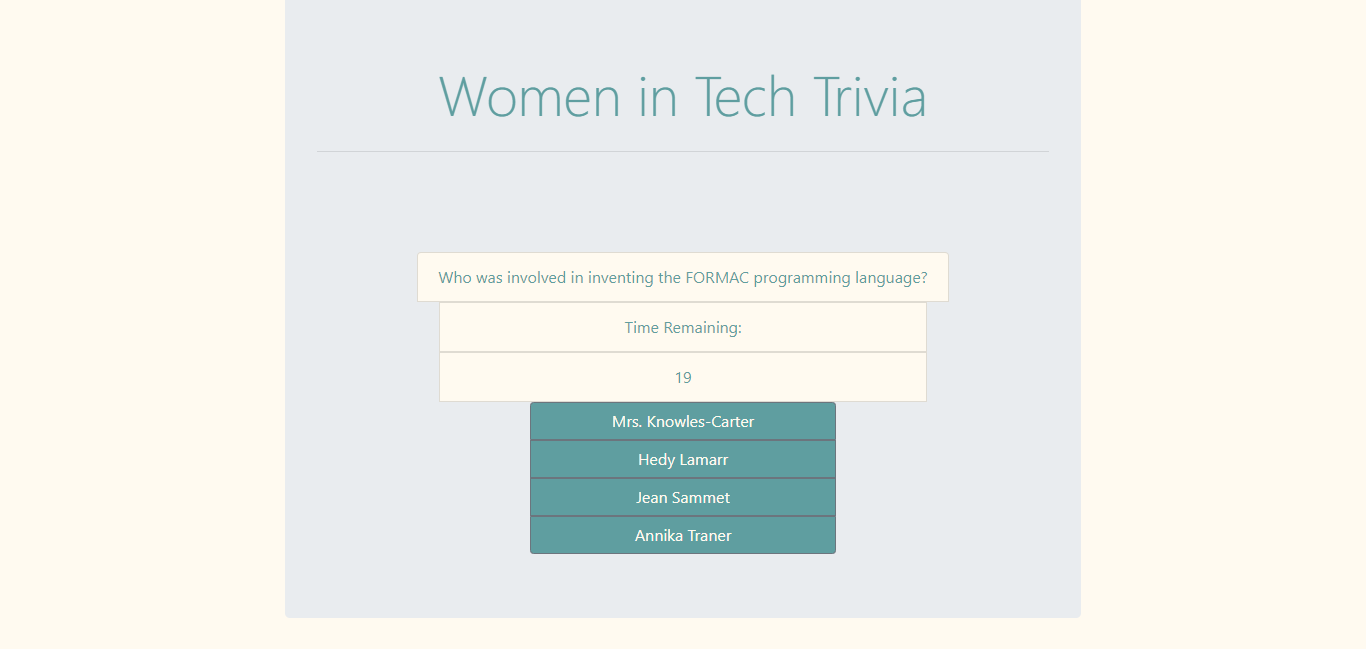 Women in Tech Trivia
Who was involved in inventing the FORMAC programming language?
Time Remaining:
19
Mrs. Knowles-Carter
Hedy Lamarr
Jean Sammet
Annika Traner